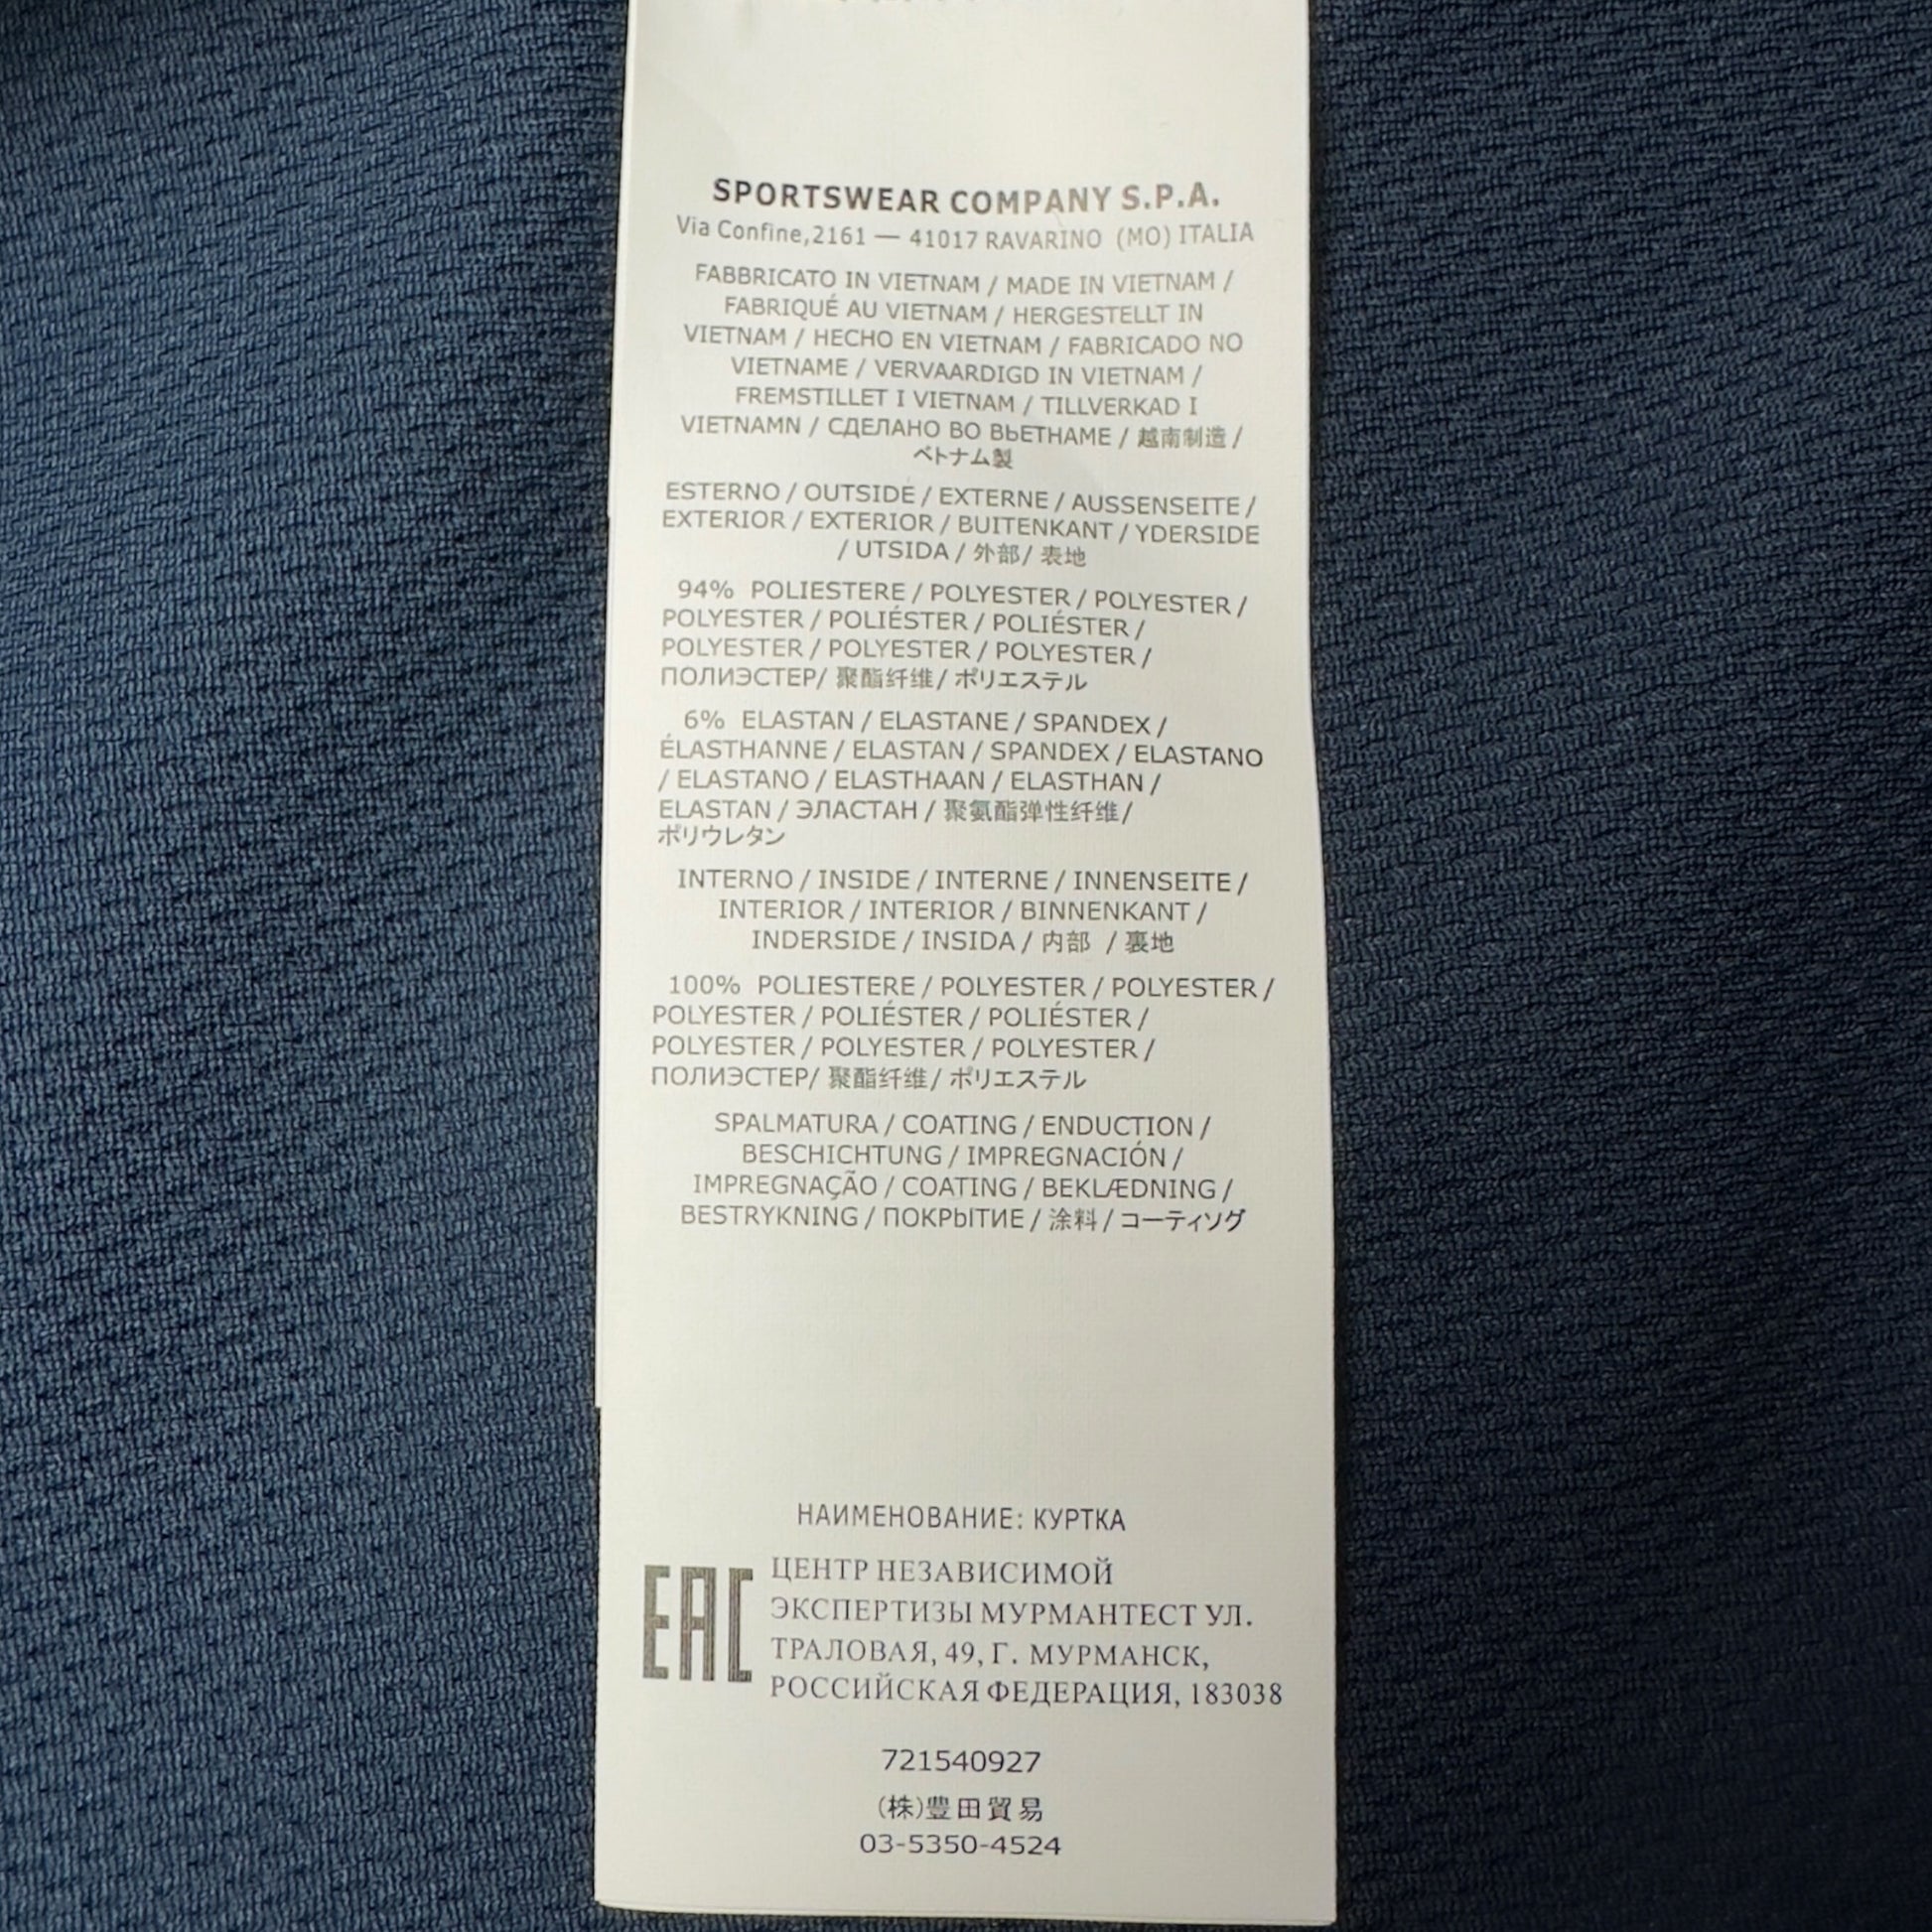 SPORTSWEAR COMPANY S.P.A.
Via Confine,2161 — 41017 RAVARINO (MO) ITALIA
FABBRICATO IN VIETNAM / MADE IN VIETNAM /
FABRIQUÉ AU VIETNAM / HERGESTELLT IN
VIETNAM / HECHO EN VIETNAM / FABRICADO NO
VIETNAME / VERVAARDIGD IN VIETNAM /
FREMSTILLET I VIETNAM / TILLVERKAD I
VIETNAMN / СДЕЛАНО ВО ВЬЕТНАМЕ / 越南制造 /
ベトナム製
ESTERNO / OUTSIDE / EXTERNE / AUSSENSEITE /
EXTERIOR / EXTERIOR / BUITENKANT / YDERSIDE
/ UTSIDA / 外部/ 表地
94% POLIESTERE / POLYESTER / POLYESTER /
POLYESTER / POLIÉSTER / POLIÉSTER /
POLYESTER / POLYESTER / POLYESTER /
ПОЛИЭСТЕР/ 聚酯纤维/ ポリエステル
6% ELASTAN / ELASTANE / SPANDEX /
ÉLASTHANNE / ELASTAN / SPANDEX / ELASTANO
/ ELASTANO / ELASTHAAN / ELASTHAN /
ELASTAN / ЭЛАСТАН / 聚氨酯弹性纤维/
ポリウレタン
INTERNO / INSIDE / INTERNE / INNENSEITE /
INTERIOR / INTERIOR / BINNENKANT /
INDERSIDE / INSIDA / 内部 / 裏地
100% POLIESTERE / POLYESTER / POLYESTER /
POLYESTER / POLIÉSTER / POLIÉSTER /
POLYESTER / POLYESTER / POLYESTER /
ПОЛИЭСТЕР/ 聚酯纤维/ ポリエステル
SPALMATURA / COATING / ENDUCTION /
BESCHICHTUNG / IMPREGNACIÓN /
IMPREGNAÇÃO / COATING / BEKLÆDNING /
BESTRYKNING / ПОКРЫТИЕ / 涂料 / コーティソグ
НАИМЕНОВАНИЕ: КУРТКА
EAC
ЦЕНТР НЕЗАВИСИМОЙ
ЭКСПЕРТИЗЫ МУРМАНТЕСТ УЛ.
ТРАЛОВАЯ, 49, Г. МУРМАНСК,
РОССИЙСКАЯ ФЕДЕРАЦИЯ, 183038
721540927
(株)豊田貿易
03-5350-4524